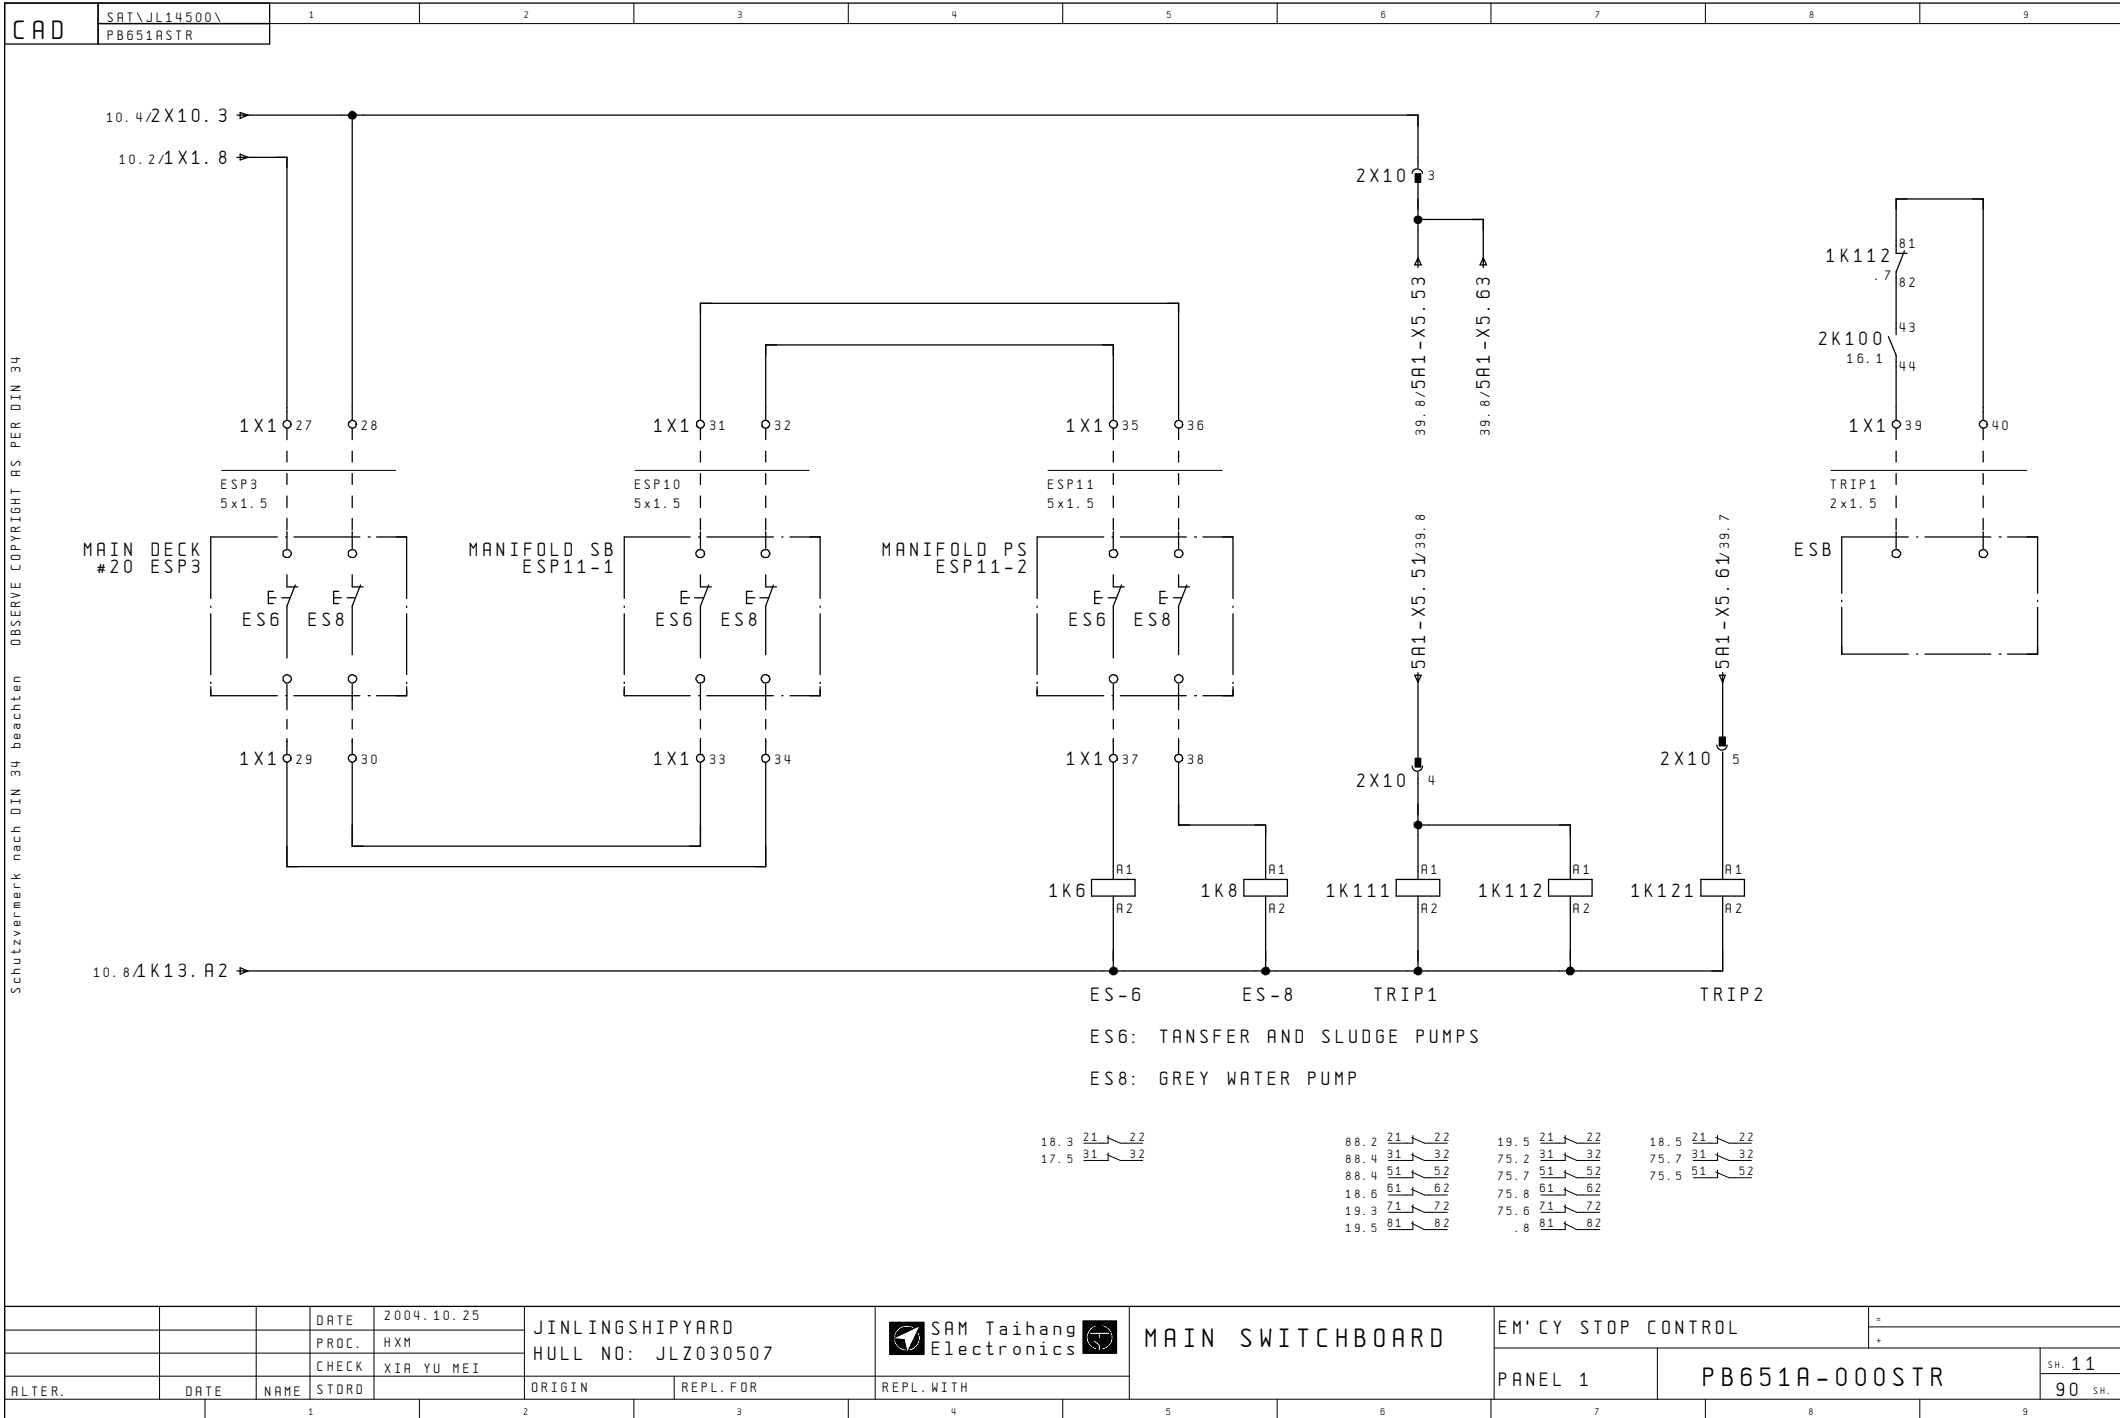 CAD
SAT\JL14500\
PB651ASTR
1 2 3 4 5 6 7 8 9
10.4/2X10.3
10.2/1X1.8
2X10 3
39.8/5A1-X5.53
39.8/5A1-X5.63
1K112 81
.7 82
2K100 43
16.1 44
1X1 27 28
1X1 31 32
1X1 35 36
1X1 39 40
ESP3
5x1.5
ESP10
5x1.5
ESP11
5x1.5
TRIP1
2x1.5
MAIN DECK
#20 ESP3
ES6 ES8
MANIFOLD SB
ESP11-1
ES6 ES8
MANIFOLD PS
ESP11-2
ES6 ES8
5A1-X5.51/39.8
5A1-X5.61/39.7
ESB
1X1 29 30
1X1 33 34
1X1 37 38
2X10 4
2X10 5
1K6 A1 A2
1K8 A1 A2
1K111 A1 A2
1K112 A1 A2
1K121 A1 A2
10.8/1K13.A2
ES-6 ES-8 TRIP1 TRIP2
ES6: TANSFER AND SLUDGE PUMPS
ES8: GREY WATER PUMP
18.3 21 22
17.5 31 32
88.2 21 22
88.4 31 32
88.4 51 52
18.6 61 62
19.3 71 72
19.5 81 82
19.5 21 22
75.2 31 32
75.7 51 52
75.8 61 62
75.6 71 72
.8 81 82
18.5 21 22
75.7 31 32
75.5 51 52
Schutzvermerk nach DIN 34 beachten OBSERVE COPYRIGHT AS PER DIN 34
DATE 2004.10.25
PROC. HXM
CHECK XIA YU MEI
ALTER. DATE NAME STDRD
JINLINGSHIPYARD
HULL NO: JLZ030507
ORIGIN REPL.FOR REPL.WITH
SAM Taihang
Electronics
MAIN SWITCHBOARD
EM'CY STOP CONTROL
=
+
PANEL 1
PB651A-000STR
SH. 11
90 SH.
1 2 3 4 5 6 7 8 9